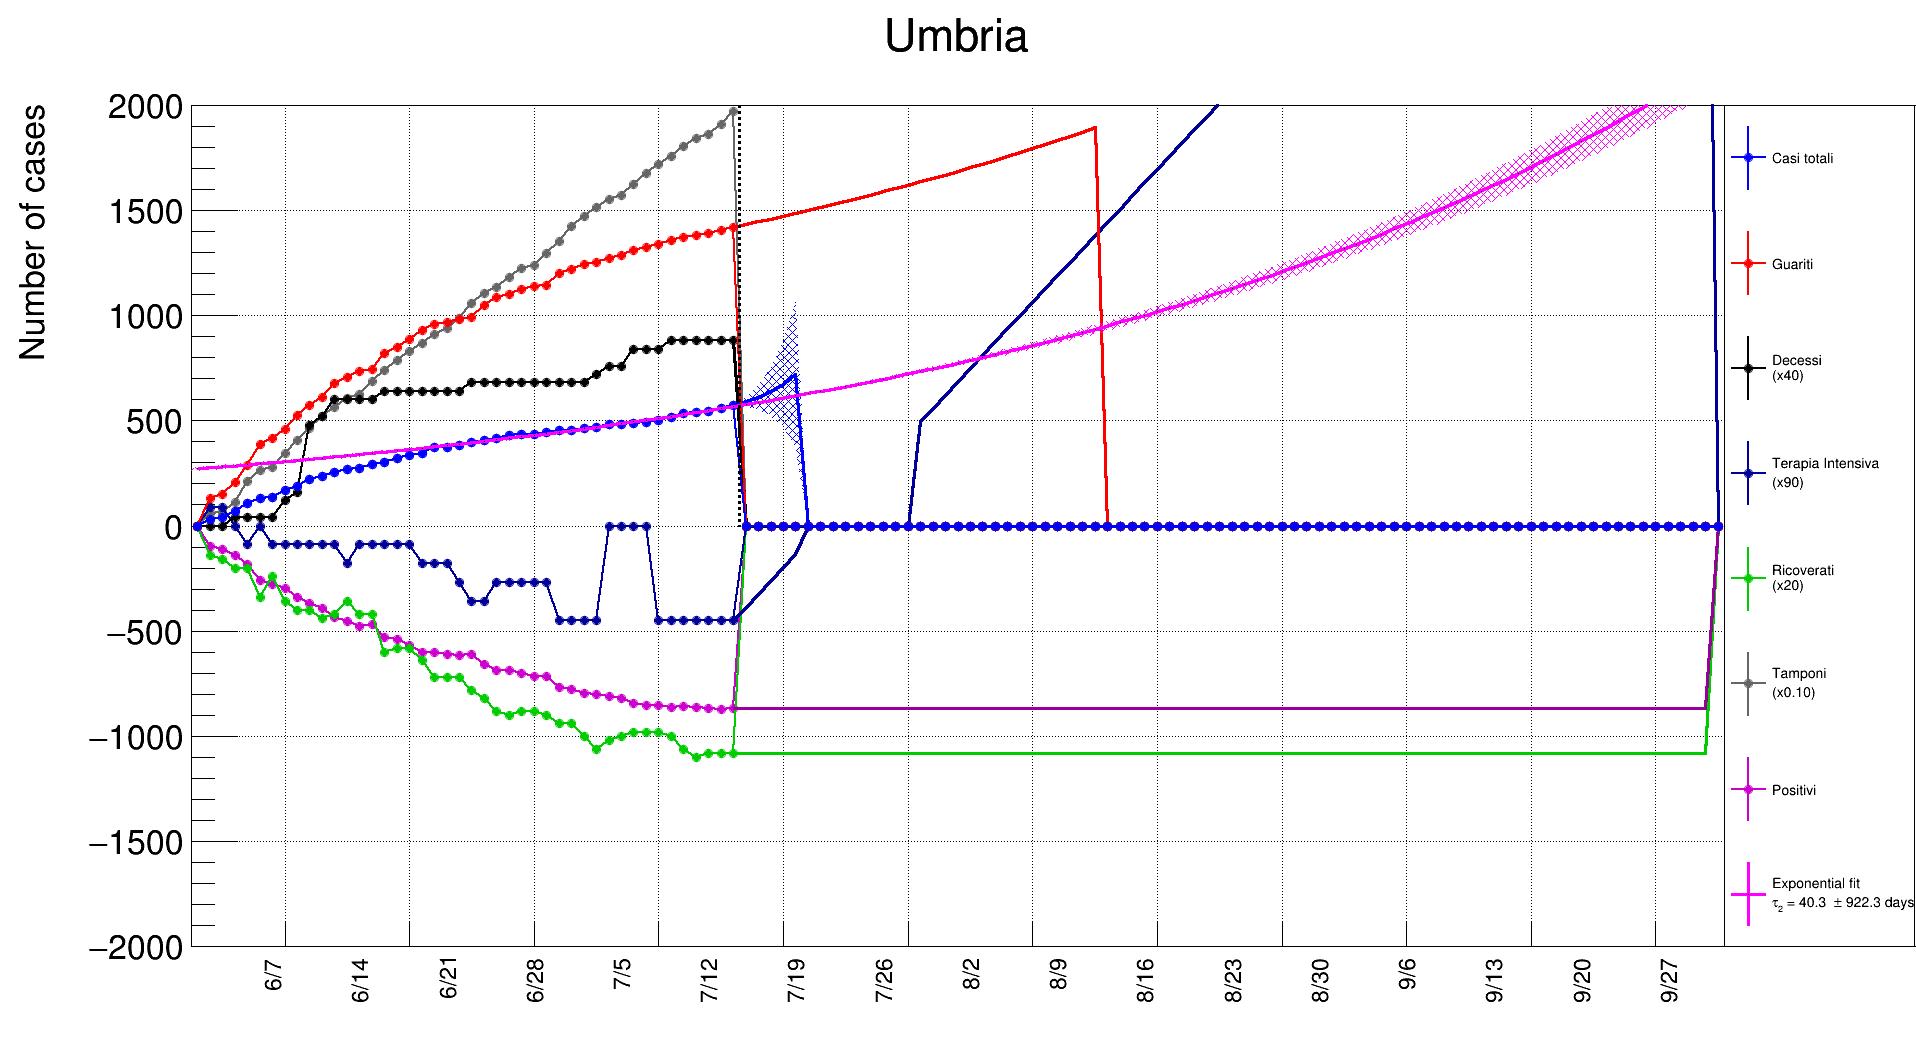 Umbria
Number of cases
2000
1500
1000
500
0
−500
−1000
−1500
−2000
6/7
6/14
6/21
6/28
7/5
7/12
7/19
7/26
8/2
8/9
8/16
8/23
8/30
9/6
9/13
9/20
9/27
Casi totali
Guariti
Decessi
(x40)
Terapia Intensiva
(x90)
Ricoverati
(x20)
Tamponi
(x0.10)
Positivi
Exponential fit
τ2 = 40.3 ± 922.3 days